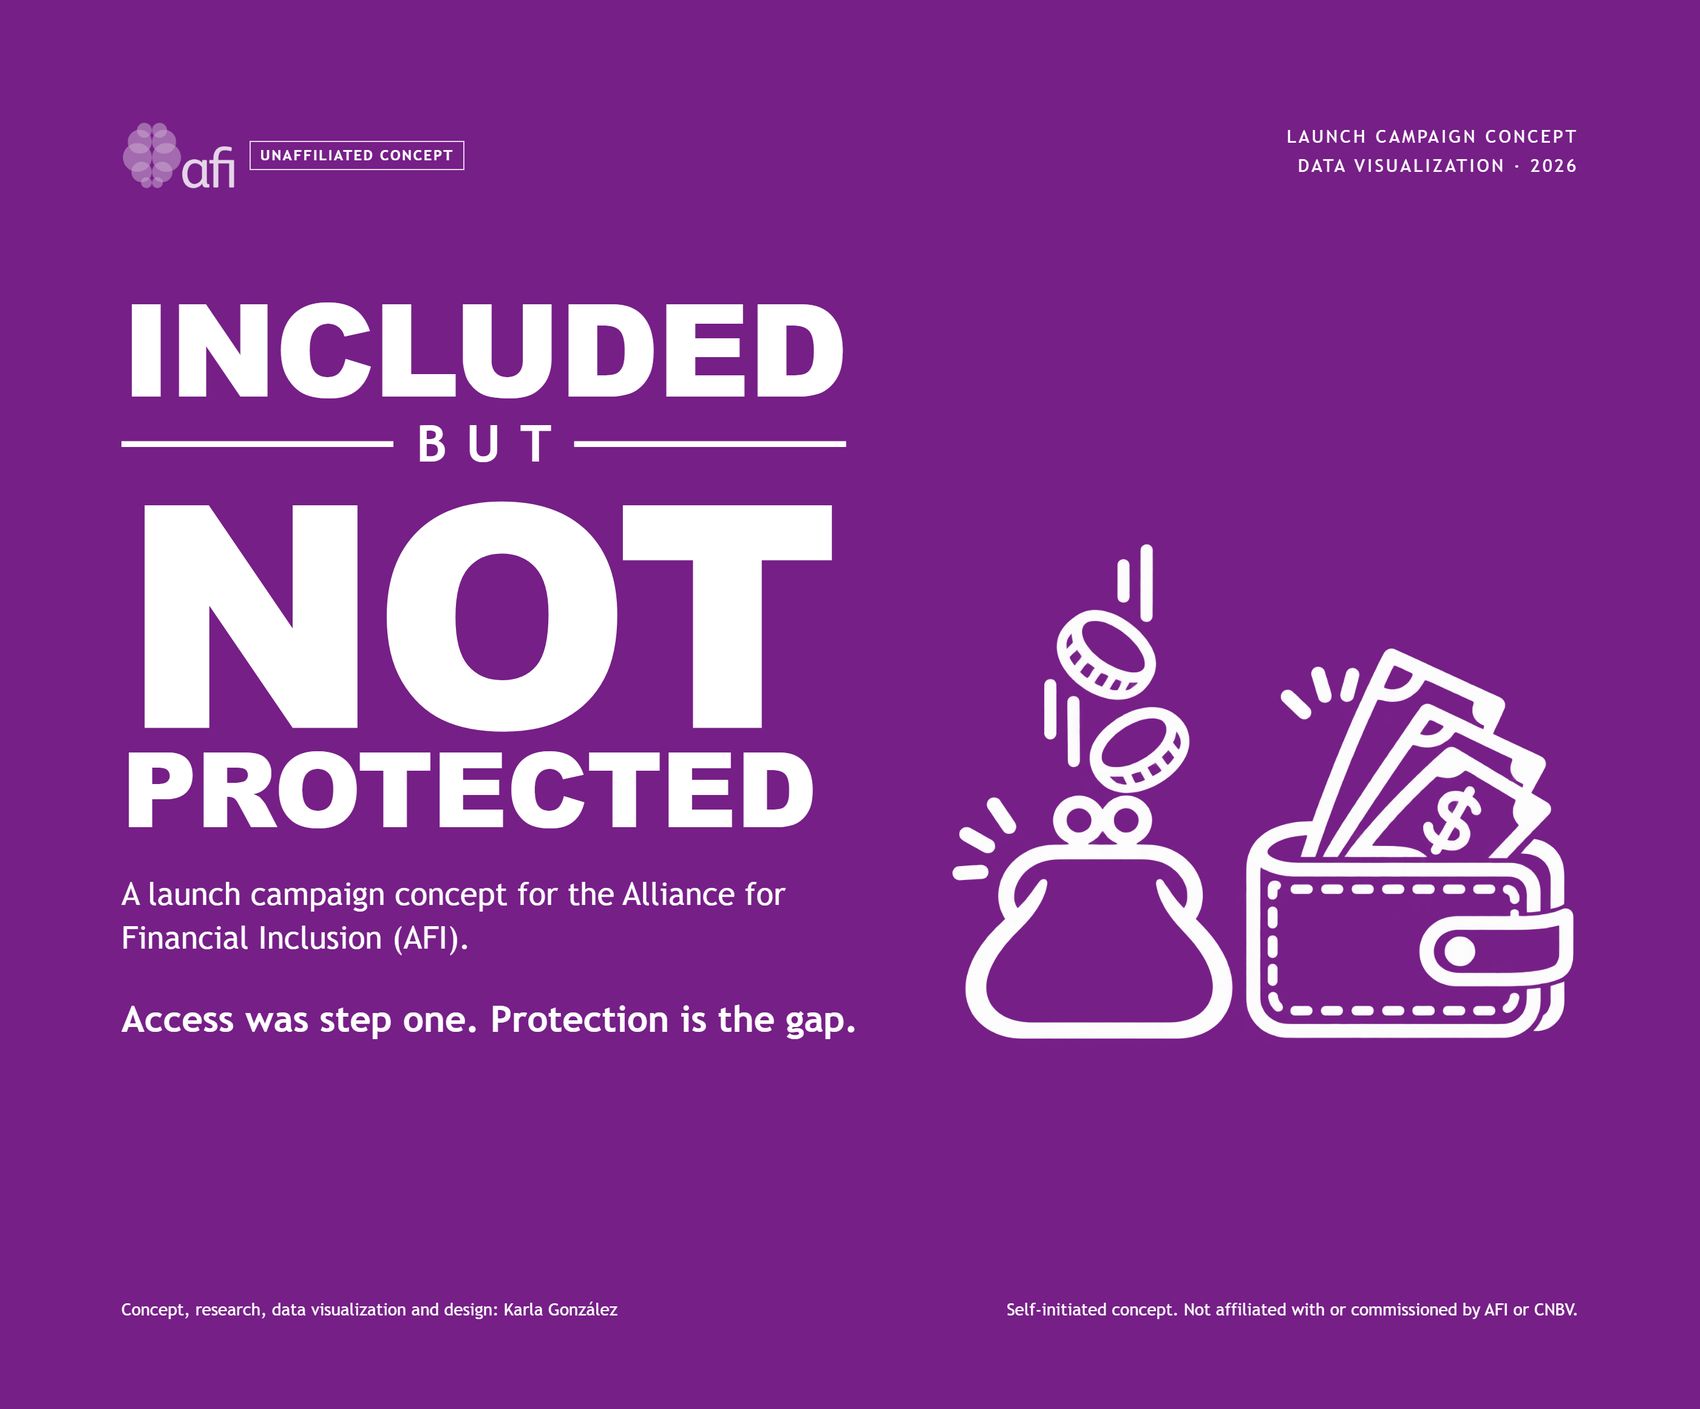 afi
UNAFFILIATED CONCEPT
LAUNCH CAMPAIGN CONCEPT
DATA VISUALIZATION · 2026
INCLUDED
BUT
NOT
PROTECTED
A launch campaign concept for the Alliance for
Financial Inclusion (AFI).
Access was step one. Protection is the gap.
$
Concept, research, data visualization and design: Karla González
Self-initiated concept. Not affiliated with or commissioned by AFI or CNBV.